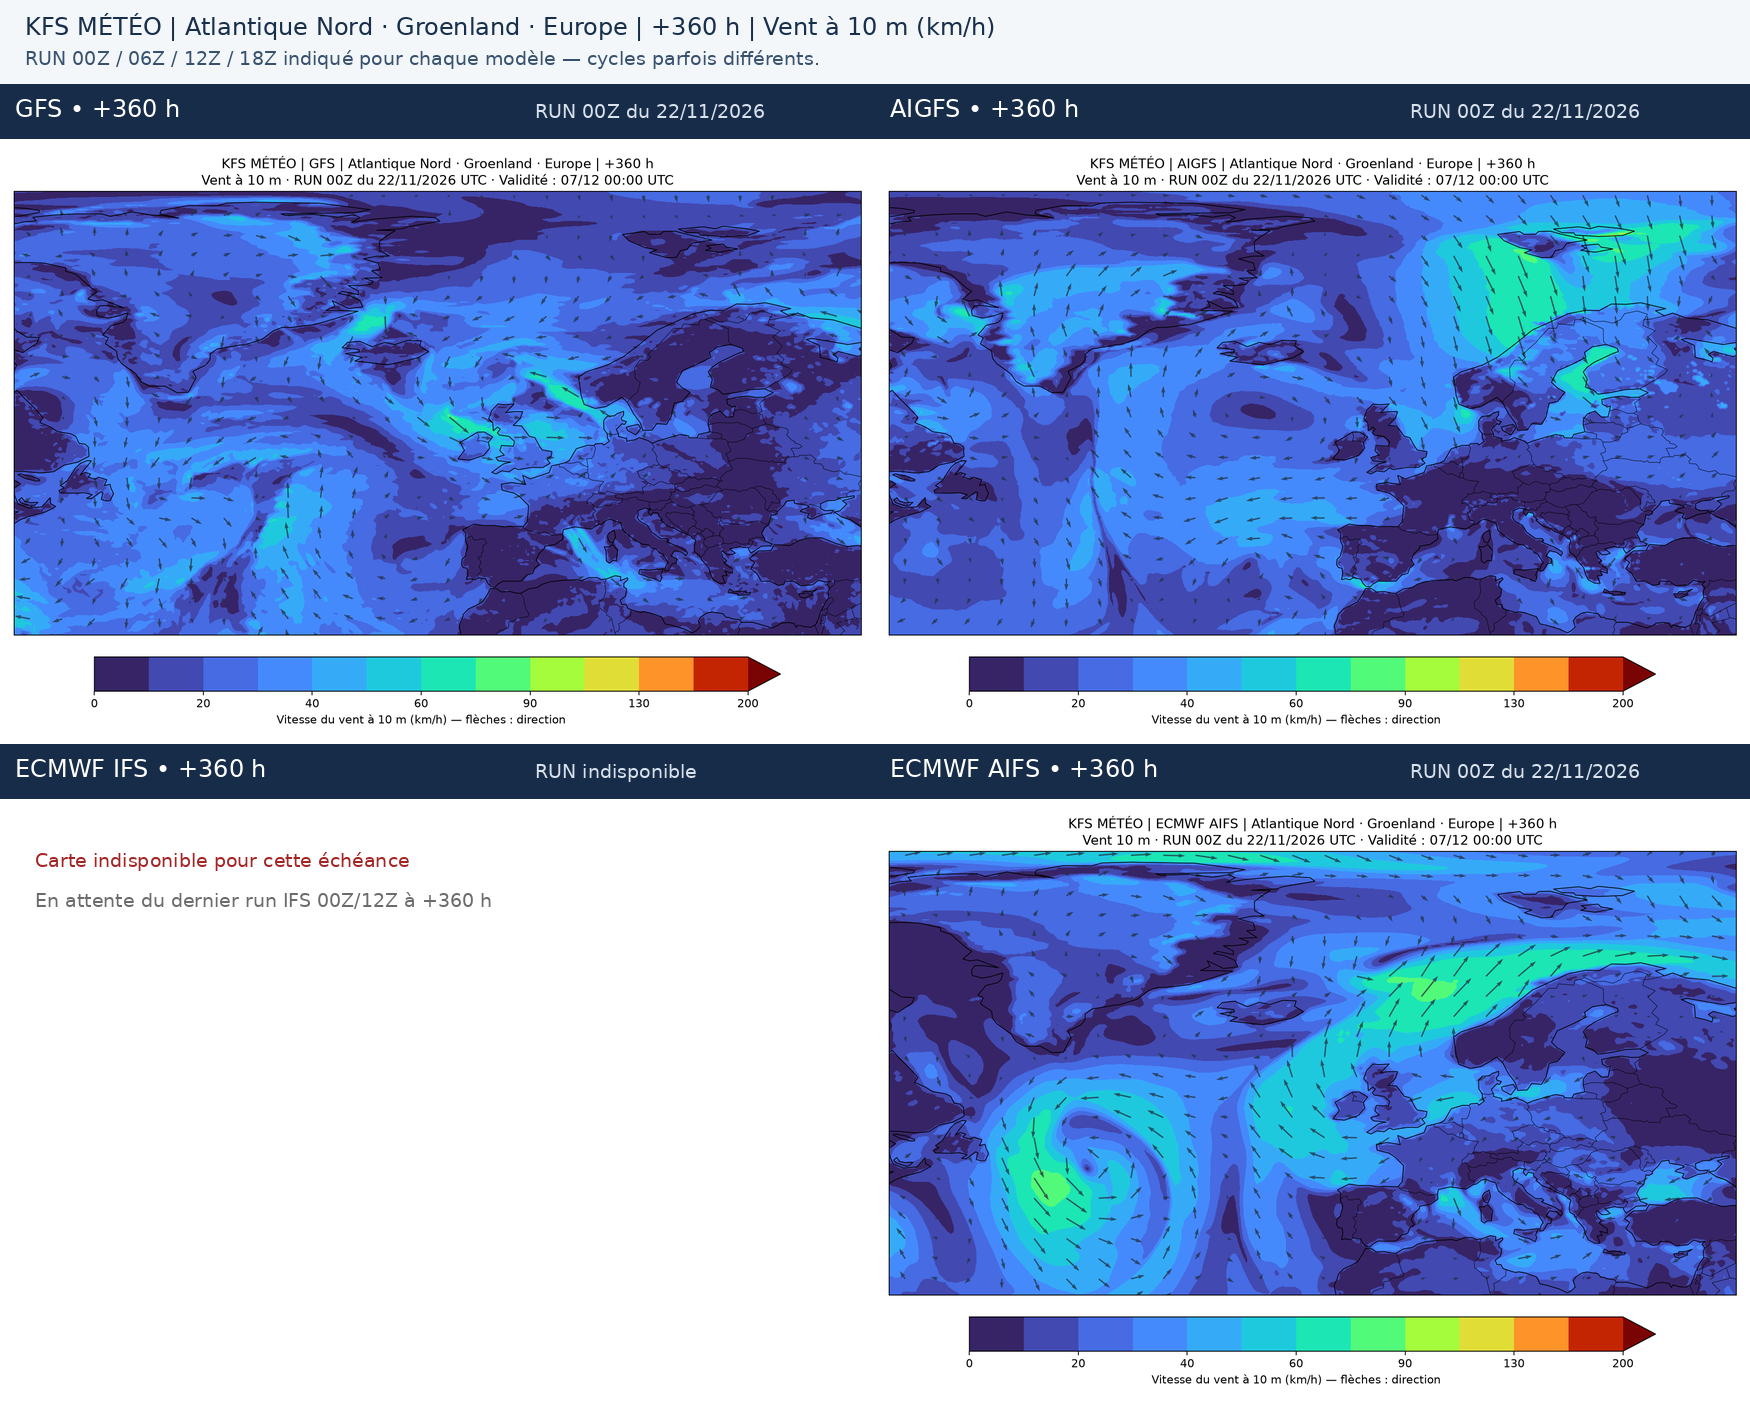 KFS MÉTÉO | Atlantique Nord · Groenland · Europe | +360 h | Vent à 10 m (km/h)
RUN 00Z / 06Z / 12Z / 18Z indiqué pour chaque modèle — cycles parfois différents.
GFS • +360 h
RUN 00Z du 22/11/2026
KFS MÉTÉO | GFS | Atlantique Nord · Groenland · Europe | +360 h
Vent à 10 m · RUN 00Z du 22/11/2026 UTC · Validité : 07/12 00:00 UTC
0 20 40 60 90 130 200
Vitesse du vent à 10 m (km/h) — flèches : direction
AIGFS • +360 h
RUN 00Z du 22/11/2026
KFS MÉTÉO | AIGFS | Atlantique Nord · Groenland · Europe | +360 h
Vent à 10 m · RUN 00Z du 22/11/2026 UTC · Validité : 07/12 00:00 UTC
0 20 40 60 90 130 200
Vitesse du vent à 10 m (km/h) — flèches : direction
ECMWF IFS • +360 h
RUN indisponible
Carte indisponible pour cette échéance
En attente du dernier run IFS 00Z/12Z à +360 h
ECMWF AIFS • +360 h
RUN 00Z du 22/11/2026
KFS MÉTÉO | ECMWF AIFS | Atlantique Nord · Groenland · Europe | +360 h
Vent 10 m · RUN 00Z du 22/11/2026 UTC · Validité : 07/12 00:00 UTC
0 20 40 60 90 130 200
Vitesse du vent à 10 m (km/h) — flèches : direction